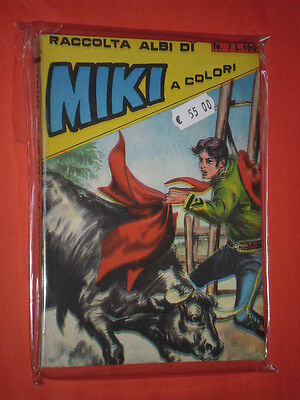 RACCOLTA ALBI DI
N. 7 L. 150
MIKI
A COLORI
€ 55 00